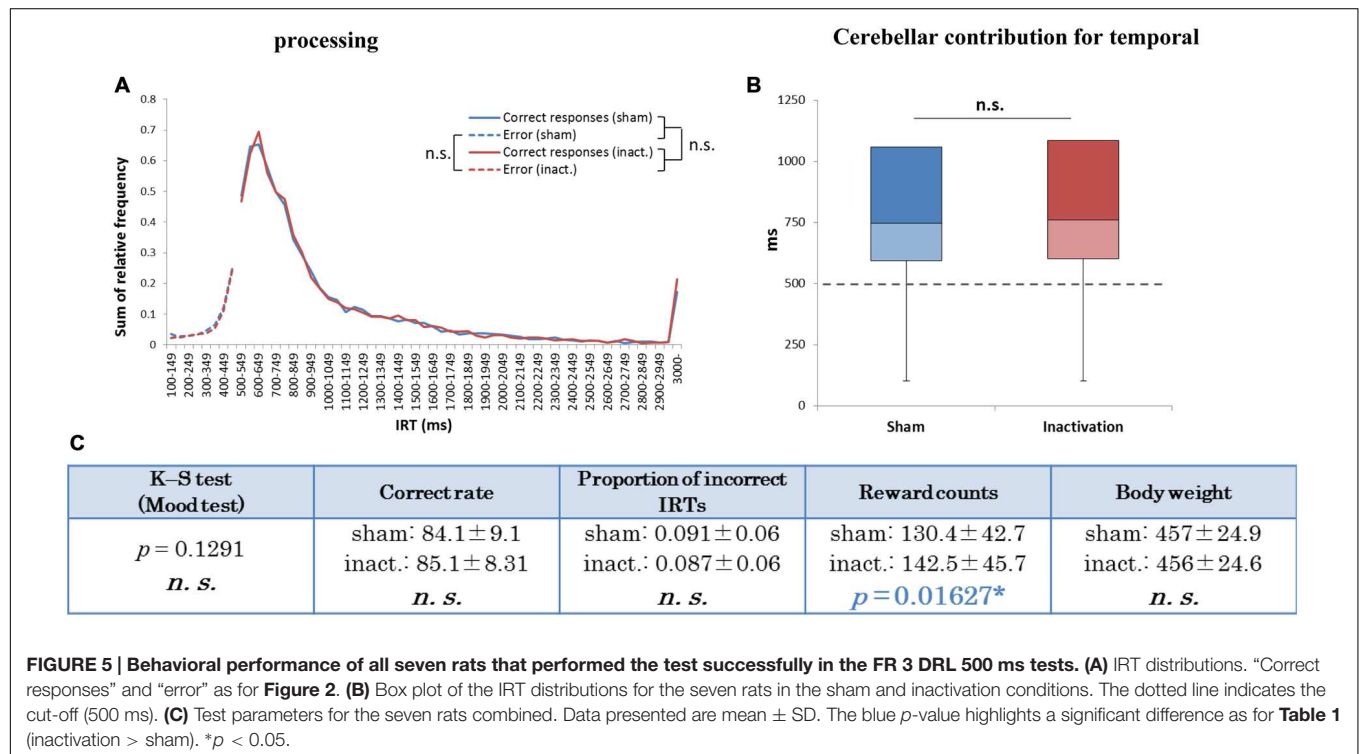 processing
Cerebellar contribution for temporal
A
0.8
0.7
0.6
0.5
0.4
0.3
0.2
0.1
0
Sum of relative frequency
Correct responses (sham)
Error (sham)
Correct responses (inact.)
Error (inact.)
n.s.
n.s.
100-149
200-249
300-349
400-449
500-549
600-649
700-749
800-849
900-949
1000-1049
1100-1149
1200-1249
1300-1349
1400-1449
1500-1549
1600-1649
1700-1749
1800-1849
1900-1949
2000-2049
2100-2149
2200-2249
2300-2349
2400-2449
2500-2549
2600-2649
2700-2749
2800-2849
2900-2949
3000-
IRT (ms)
B
n.s.
1250
1000
750
500
250
0
ms
Sham
Inactivation
C
K–S test
(Mood test)
Correct rate
Proportion of incorrect
IRTs
Reward counts
Body weight
p = 0.1291
n. s.
sham: 84.1±9.1
inact.: 85.1±8.31
n. s.
sham: 0.091±0.06
inact.: 0.087±0.06
n. s.
sham: 130.4±42.7
inact.: 142.5±45.7
p=0.01627*
sham: 457±24.9
inact.: 456±24.6
n. s.
FIGURE 5 | Behavioral performance of all seven rats that performed the test successfully in the FR 3 DRL 500 ms tests. (A) IRT distributions. “Correct
responses” and “error” as for Figure 2. (B) Box plot of the IRT distributions for the seven rats in the sham and inactivation conditions. The dotted line indicates the
cut-off (500 ms). (C) Test parameters for the seven rats combined. Data presented are mean ± SD. The blue p-value highlights a significant difference as for Table 1
(inactivation > sham). *p < 0.05.